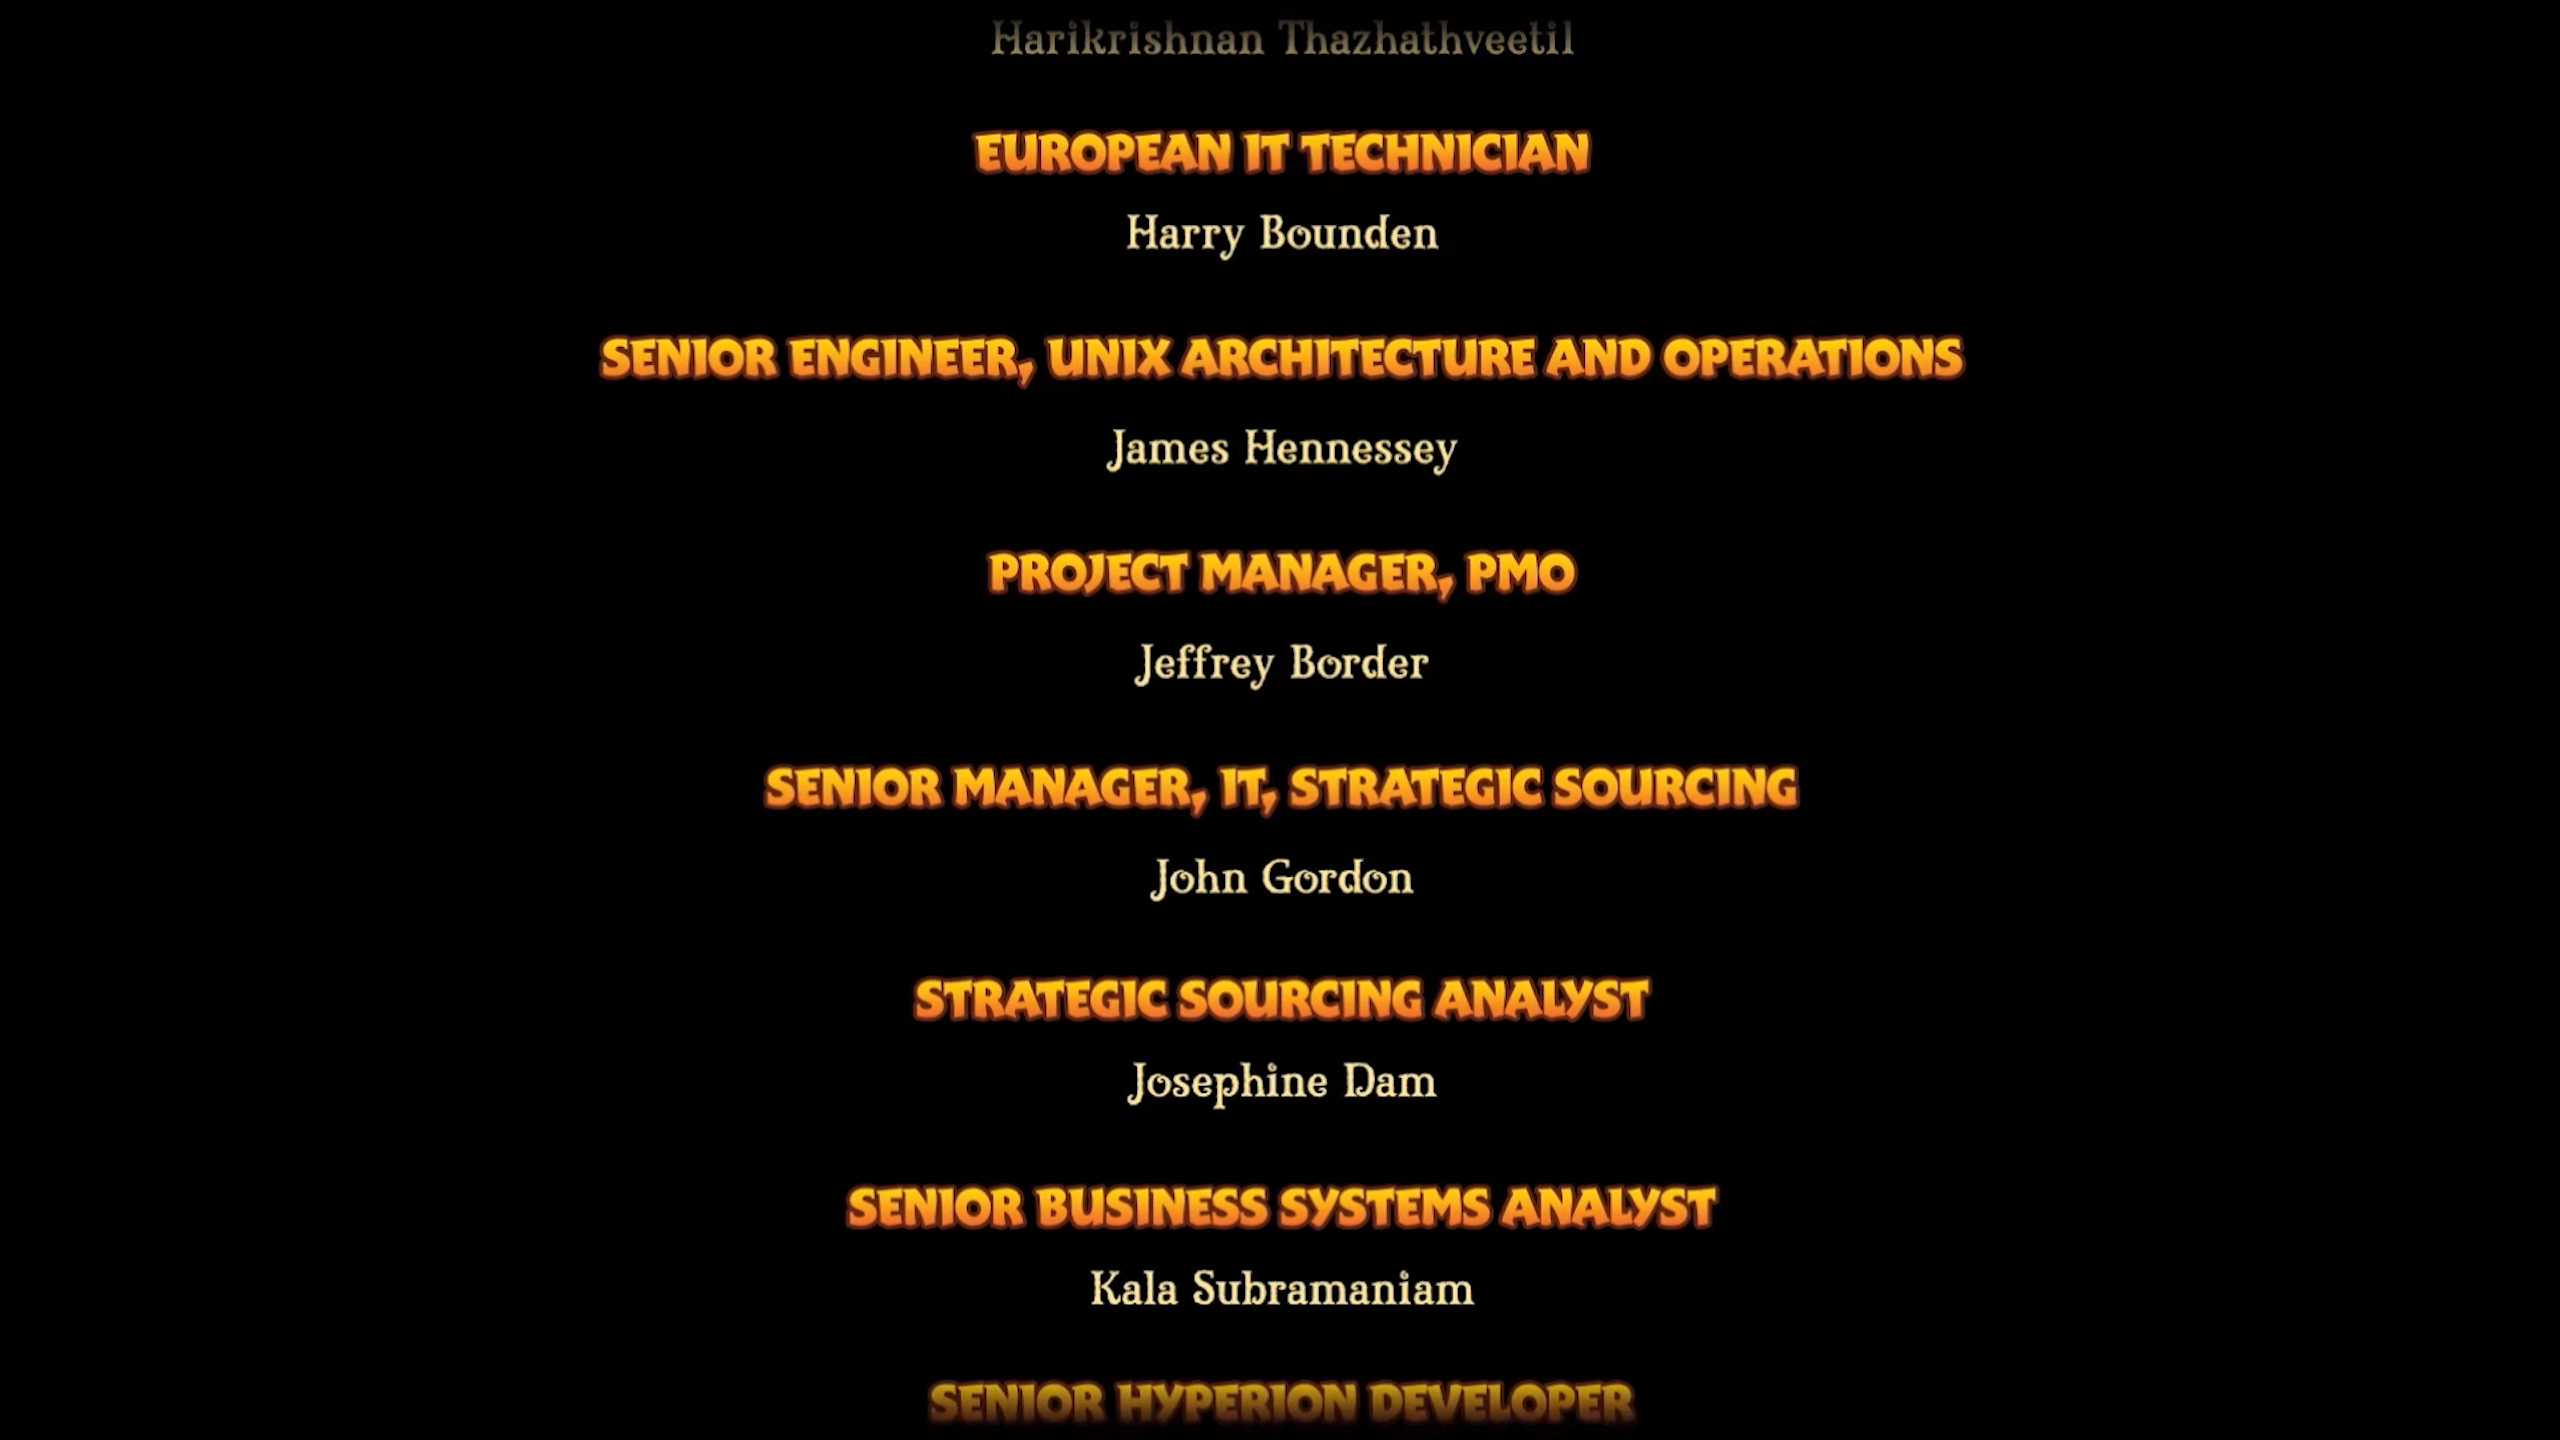 Harikrishnan Thazhathveetil
EUROPEAN IT TECHNICIAN
Harry Bounden
SENIOR ENGINEER, UNIX ARCHITECTURE AND OPERATIONS
James Hennessey
PROJECT MANAGER, PMO
Jeffrey Border
SENIOR MANAGER, IT, STRATEGIC SOURCING
John Gordon
STRATEGIC SOURCING ANALYST
Josephine Dam
SENIOR BUSINESS SYSTEMS ANALYST
Kala Subramaniam
SENIOR HYPERION DEVELOPER